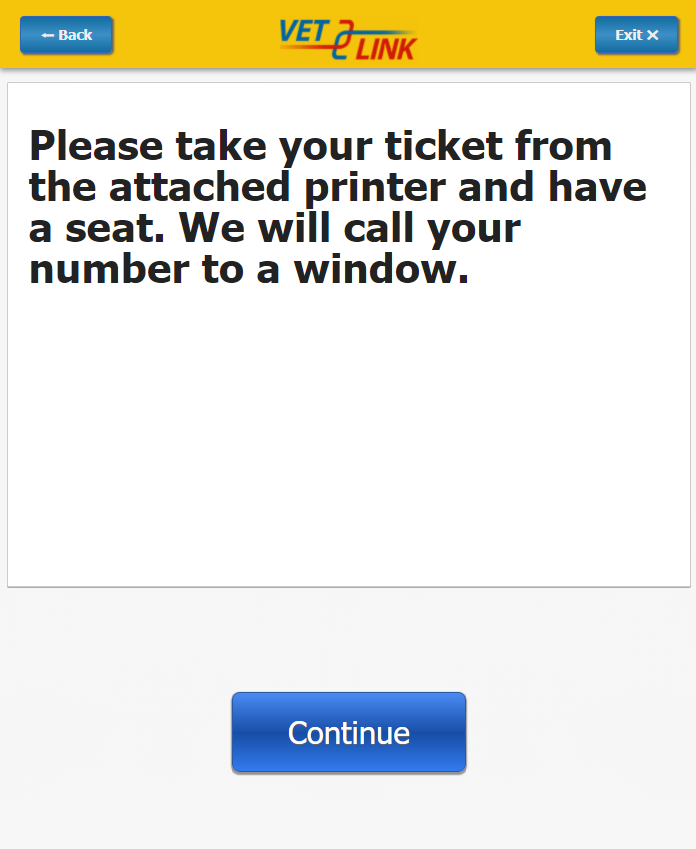 ← Back
VET LINK
Exit ✕
Please take your ticket from
the attached printer and have
a seat. We will call your
number to a window.
Continue